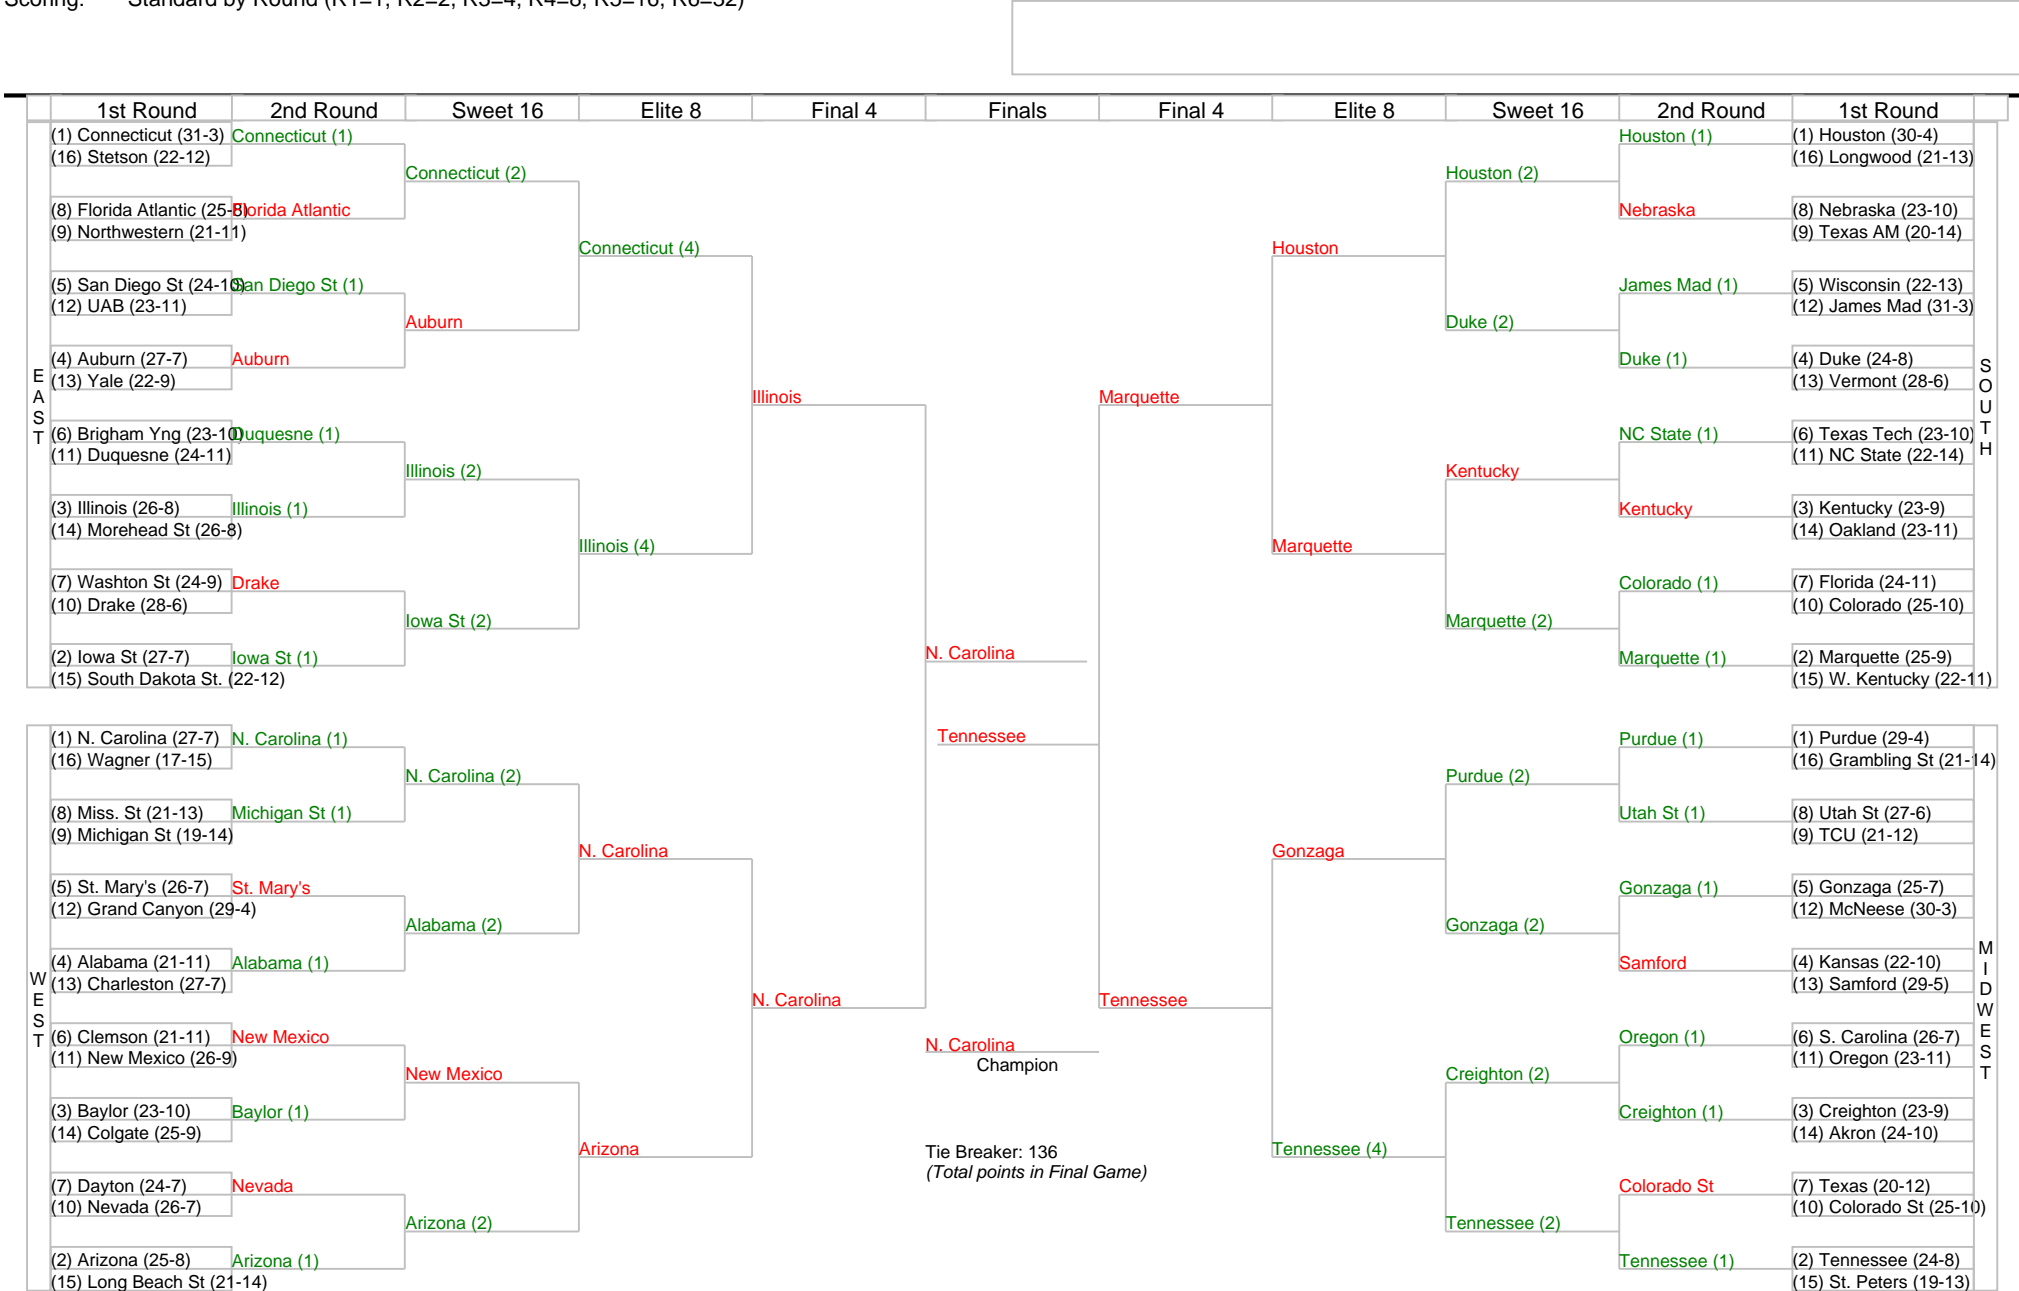 Scoring: Standard by Round (R1=1, R2=2, R3=4, R4=8, R5=16, R6=32)
1st Round 2nd Round Sweet 16 Elite 8 Final 4 Finals Final 4 Elite 8 Sweet 16 2nd Round 1st Round
EAST
(1) Connecticut (31-3)
(16) Stetson (22-12)
(8) Florida Atlantic (25-8)
(9) Northwestern (21-11)
(5) San Diego St (24-10)
(12) UAB (23-11)
(4) Auburn (27-7)
(13) Yale (22-9)
(6) Brigham Yng (23-10)
(11) Duquesne (24-11)
(3) Illinois (26-8)
(14) Morehead St (26-8)
(7) Washton St (24-9)
(10) Drake (28-6)
(2) Iowa St (27-7)
(15) South Dakota St. (22-12)
Connecticut (1)
Florida Atlantic
San Diego St (1)
Auburn
Duquesne (1)
Illinois (1)
Drake
Iowa St (1)
Connecticut (2)
Auburn
Illinois (2)
Iowa St (2)
Connecticut (4)
Illinois (4)
Illinois
WEST
(1) N. Carolina (27-7)
(16) Wagner (17-15)
(8) Miss. St (21-13)
(9) Michigan St (19-14)
(5) St. Mary's (26-7)
(12) Grand Canyon (29-4)
(4) Alabama (21-11)
(13) Charleston (27-7)
(6) Clemson (21-11)
(11) New Mexico (26-9)
(3) Baylor (23-10)
(14) Colgate (25-9)
(7) Dayton (24-7)
(10) Nevada (26-7)
(2) Arizona (25-8)
(15) Long Beach St (21-14)
N. Carolina (1)
Michigan St (1)
St. Mary's
Alabama (1)
New Mexico
Baylor (1)
Nevada
Arizona (1)
N. Carolina (2)
Alabama (2)
New Mexico
Arizona (2)
N. Carolina
Arizona
N. Carolina
N. Carolina
Tennessee
N. Carolina
Champion
Tie Breaker: 136
(Total points in Final Game)
Marquette
Houston
Marquette
Houston (2)
Duke (2)
Kentucky
Marquette (2)
Houston (1)
Nebraska
James Mad (1)
Duke (1)
NC State (1)
Kentucky
Colorado (1)
Marquette (1)
(1) Houston (30-4)
(16) Longwood (21-13)
(8) Nebraska (23-10)
(9) Texas AM (20-14)
(5) Wisconsin (22-13)
(12) James Mad (31-3)
(4) Duke (24-8)
(13) Vermont (28-6)
(6) Texas Tech (23-10)
(11) NC State (22-14)
(3) Kentucky (23-9)
(14) Oakland (23-11)
(7) Florida (24-11)
(10) Colorado (25-10)
(2) Marquette (25-9)
(15) W. Kentucky (22-11)
SOUTH
Tennessee
Gonzaga
Tennessee (4)
Purdue (2)
Gonzaga (2)
Creighton (2)
Tennessee (2)
Purdue (1)
Utah St (1)
Gonzaga (1)
Samford
Oregon (1)
Creighton (1)
Colorado St
Tennessee (1)
(1) Purdue (29-4)
(16) Grambling St (21-14)
(8) Utah St (27-6)
(9) TCU (21-12)
(5) Gonzaga (25-7)
(12) McNeese (30-3)
(4) Kansas (22-10)
(13) Samford (29-5)
(6) S. Carolina (26-7)
(11) Oregon (23-11)
(3) Creighton (23-9)
(14) Akron (24-10)
(7) Texas (20-12)
(10) Colorado St (25-10)
(2) Tennessee (24-8)
(15) St. Peters (19-13)
MIDWEST